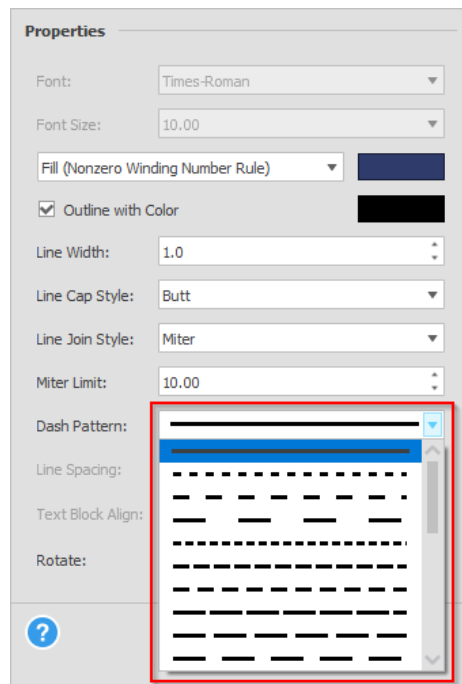 Properties
Font: Times-Roman
Font Size: 10.00
Fill (Nonzero Winding Number Rule)
Outline with Color
Line Width: 1.0
Line Cap Style: Butt
Line Join Style: Miter
Miter Limit: 10.00
Dash Pattern:
Line Spacing:
Text Block Align:
Rotate:
?